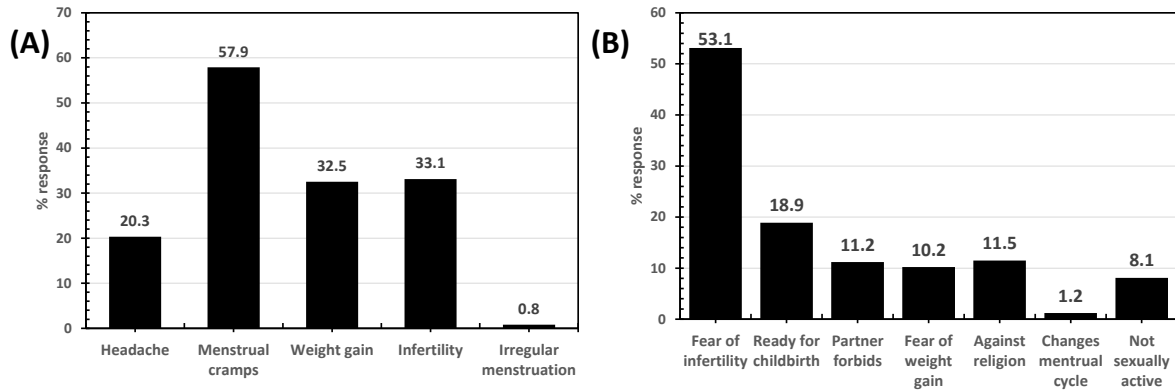 (A)
% response
70
60
50
40
30
20
10
0
20.3
57.9
32.5
33.1
0.8
Headache
Menstrual
cramps
Weight gain
Infertility
Irregular
menstruation
(B)
% response
60
50
40
30
20
10
0
53.1
18.9
11.2
10.2
11.5
1.2
8.1
Fear of
infertility
Ready for
childbirth
Partner
forbids
Fear of
weight
gain
Against
religion
Changes
mentrual
cycle
Not
sexually
active